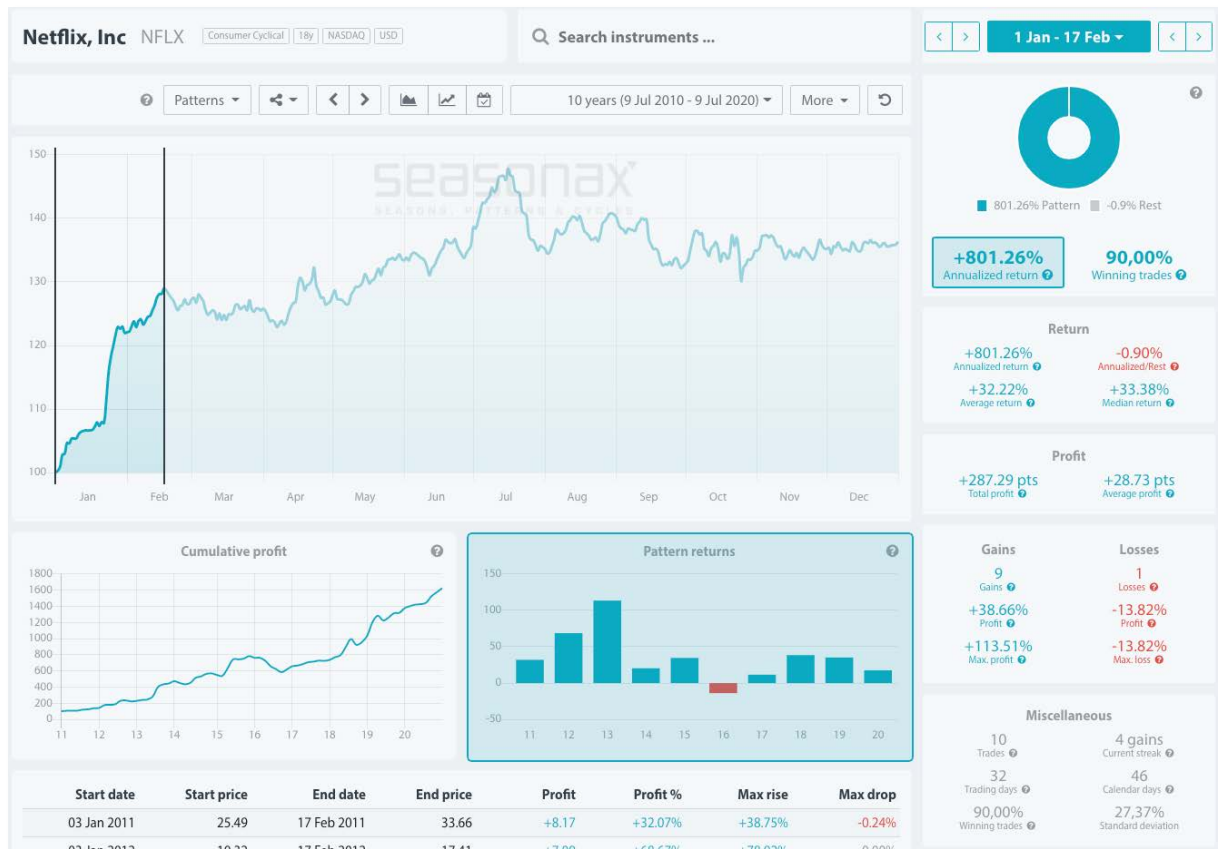 Netflix, Inc NFLX Consumer Cyclical 18y NASDAQ USD
Search instruments ...
1 Jan - 17 Feb
Patterns
10 years (9 Jul 2010 - 9 Jul 2020)
More
seasonax
SEASONS, PATTERNS & CYCLES
150
140
130
120
110
100
Jan Feb Mar Apr May Jun Jul Aug Sep Oct Nov Dec
801.26% Pattern -0.9% Rest
+801.26%
Annualized return
90,00%
Winning trades
Return
+801.26% -0.90%
Annualized return Annualized/Rest
+32.22% +33.38%
Average return Median return
Profit
+287.29 pts +28.73 pts
Total profit Average profit
Cumulative profit
1800
1600
1400
1200
1000
800
600
400
200
0
11 12 13 14 15 16 17 18 19 20
Pattern returns
150
100
50
0
-50
11 12 13 14 15 16 17 18 19 20
Gains Losses
9 1
Gains Losses
+38.66% -13.82%
Profit Profit
+113.51% -13.82%
Max. profit Max. loss
Miscellaneous
10 4 gains
Trades Current streak
32 46
Trading days Calendar days
90,00% 27,37%
Winning trades Standard deviation
Start date Start price End date End price Profit Profit % Max rise Max drop
03 Jan 2011 25.49 17 Feb 2011 33.66 +8.17 +32.07% +38.75% -0.24%